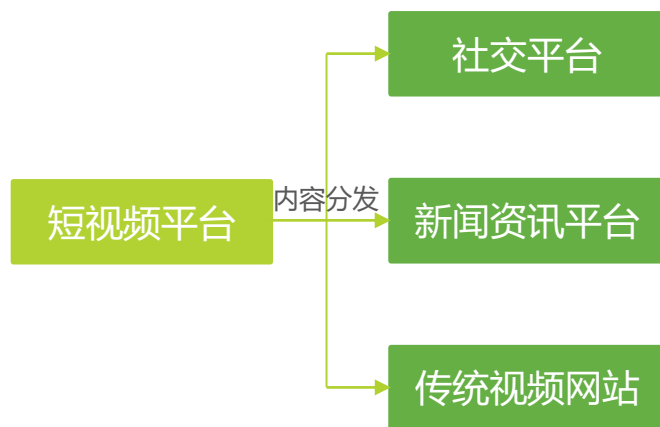 社交平台
内容分发
短视频平台
新闻资讯平台
传统视频网站